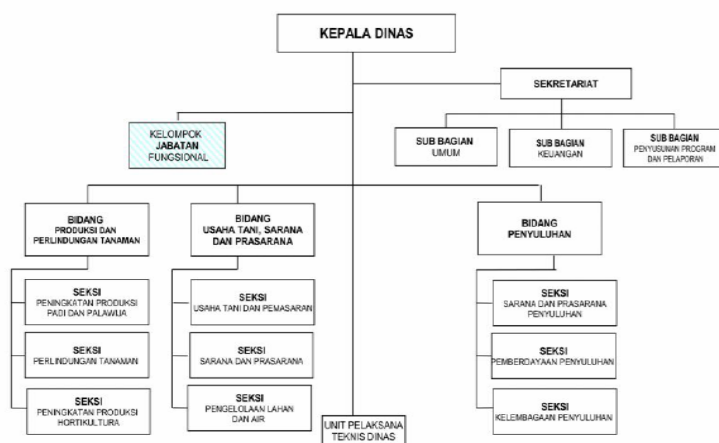 KEPALA DINAS
SEKRETARIAT
KELOMPOK
JABATAN
FUNGSIONAL
SUB BAGIAN
UMUM
SUB BAGIAN
KEUANGAN
SUB BAGIAN
PENYUSUNAN PROGRAM
DAN PELAPORAN
BIDANG
PRODUKSI DAN
PERLINDUNGAN TANAMAN
BIDANG
USAHA TANI, SARANA
DAN PRASARANA
BIDANG
PENYULUHAN
SEKSI
PENINGKATAN PRODUKSI
PADI DAN PALAWIJA
SEKSI
USAHA TANI DAN PEMASARAN
SEKSI
SARANA DAN PRASARANA
PENYULUHAN
SEKSI
PERLINDUNGAN TANAMAN
SEKSI
SARANA DAN PRASARANA
SEKSI
PEMBERDAYAAN PENYULUHAN
SEKSI
PENINGKATAN PRODUKSI
HORTIKULTURA
SEKSI
PENGELOLAAN LAHAN
DAN AIR
SEKSI
KELEMBAGAAN PENYULUHAN
UNIT PELAKSANA
TEKNIS DINAS